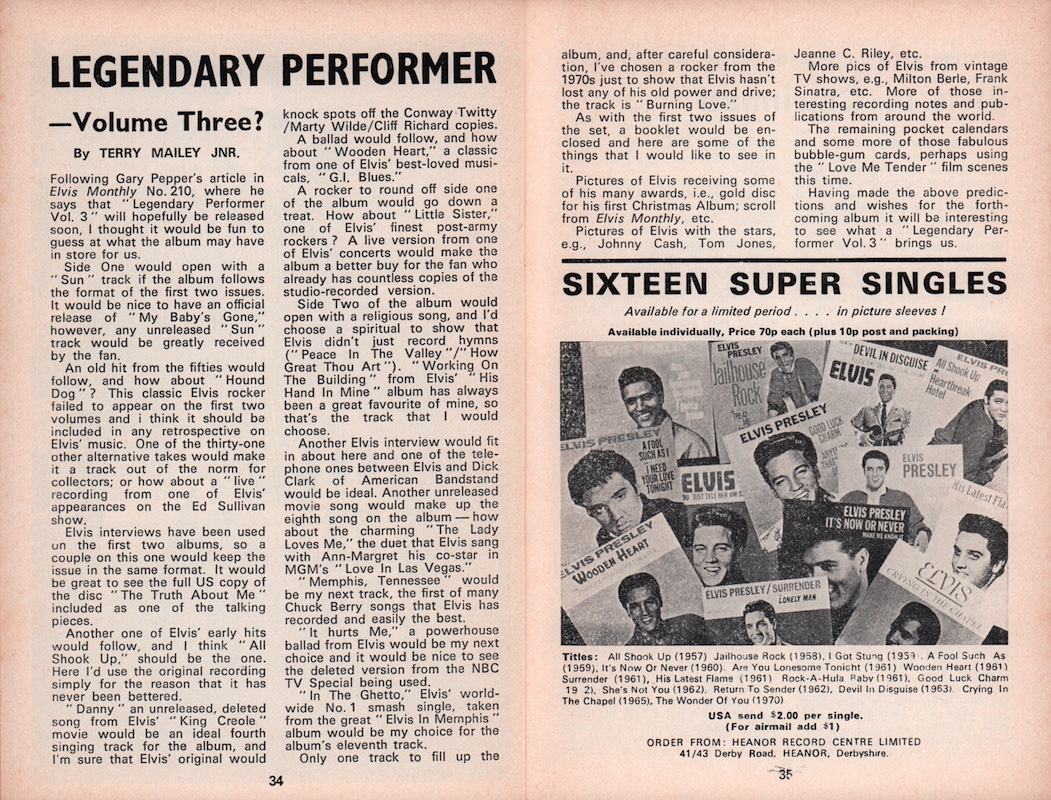 LEGENDARY PERFORMER
—Volume Three?
By TERRY MAILEY JNR.
Following Gary Pepper's article in
Elvis Monthly No. 210, where he
says that "Legendary Performer
Vol. 3" will hopefully be released
soon, I thought it would be fun to
guess at what the album may have
in store for us.
Side One would open with a
"Sun" track if the album follows
the format of the first two issues.
It would be nice to have an official
release of "My Baby's Gone,"
however, any unreleased "Sun"
track would be greatly received
by the fan.
An old hit from the fifties would
follow, and how about "Hound
Dog"? This classic Elvis rocker
failed to appear on the first two
volumes and i think it should be
included in any retrospective on
Elvis' music. One of the thirty-one
other alternative takes would make
it a track out of the norm for
collectors; or how about a "live"
recording from one of Elvis'
appearances on the Ed Sullivan
show.
Elvis interviews have been used
on the first two albums, so a
couple on this one would keep the
issue in the same format. It would
be great to see the full US copy of
the disc "The Truth About Me"
included as one of the talking
pieces.
Another one of Elvis' early hits
would follow, and I think "All
Shook Up," should be the one.
Here I'd use the original recording
simply for the reason that it has
never been bettered.
"Danny" an unreleased, deleted
song from Elvis' "King Creole"
movie would be an ideal fourth
singing track for the album, and
I'm sure that Elvis' original would
knock spots off the Conway Twitty
/Marty Wilde/Cliff Richard copies.
A ballad would follow, and how
about "Wooden Heart," a classic
from one of Elvis' best-loved musi-
cals, "G.I. Blues."
A rocker to round off side one
of the album would go down a
treat. How about "Little Sister,"
one of Elvis' finest post-army
rockers? A live version from one
of Elvis' concerts would make the
album a better buy for the fan who
already has countless copies of the
studio-recorded version.
Side Two of the album would
open with a religious song, and I'd
choose a spiritual to show that
Elvis didn't just record hymns
("Peace In The Valley"/"How
Great Thou Art"). "Working On
The Building" from Elvis' "His
Hand In Mine" album has always
been a great favourite of mine, so
that's the track that I would
choose.
Another Elvis interview would fit
in about here and one of the tele-
phone ones between Elvis and Dick
Clark of American Bandstand
would be ideal. Another unreleased
movie song would make up the
eighth song on the album — how
about the charming "The Lady
Loves Me," the duet that Elvis sang
with Ann-Margret his co-star in
MGM's "Love In Las Vegas."
"Memphis, Tennessee" would
be my next track, the first of many
Chuck Berry songs that Elvis has
recorded and easily the best.
"It hurts Me," a powerhouse
ballad from Elvis would be my next
choice and it would be nice to see
the deleted version from the NBC
TV Special being used.
"In The Ghetto," Elvis' world-
wide No. 1 smash single, taken
from the great "Elvis In Memphis"
album would be my choice for the
album's eleventh track.
Only one track to fill up the
34
album, and, after careful considera-
tion, I've chosen a rocker from the
1970s just to show that Elvis hasn't
lost any of his old power and drive;
the track is "Burning Love."
As with the first two issues of
the set, a booklet would be en-
closed and here are some of the
things that I would like to see in
it.
Pictures of Elvis receiving some
of his many awards, i.e., gold disc
for his first Christmas Album; scroll
from Elvis Monthly, etc.
Pictures of Elvis with the stars,
e.g., Johnny Cash, Tom Jones,
Jeanne C. Riley, etc.
More pics of Elvis from vintage
TV shows, e.g., Milton Berle, Frank
Sinatra, etc. More of those in-
teresting recording notes and pub-
lications from around the world.
The remaining pocket calendars
and some more of those fabulous
bubble-gum cards, perhaps using
the "Love Me Tender" film scenes
this time.
Having made the above predic-
tions and wishes for the forth-
coming album it will be interesting
to see what a "Legendary Per-
former Vol. 3" brings us.
SIXTEEN SUPER SINGLES
Available for a limited period . . . . in picture sleeves!
Available individually, Price 70p each (plus 10p post and packing)
ELVIS PRESLEY
Jailhouse
Rock
TREAT
ME
DEVIL IN DISGUISE
ELVIS
All Shook Up
Heartbreak
Hotel
ELVIS PRE
ELVIS PRESLEY
A FOOL
SUCH AS I
I NEED
YOUR LOVE
TONIGHT
ELVIS
JUST TELL HER JIM
ELVIS PRESLEY
GOOD LUCK
CHARM
ELVIS
PRESLEY
His Latest Fla
ELVIS PRESLEY
IT'S NOW OR NEVER
MAKE ME KNOW IT
ELVIS PRESLEY
WOODEN HEART
ELVIS PRESLEY/SURRENDER
LONELY MAN
ELVIS
CRYING IN THE CHAPEL
Titles: All Shook Up (1957) Jailhouse Rock (1958), I Got Stung (1959 . A Fool Such As
(1959), It's Now Or Never (1960). Are You Lonesome Tonight (1961) Wooden Heart (1961)
Surrender (1961), His Latest Flame (1961) Rock-A-Hula Baby (1961), Good Luck Charm
19 2), She's Not You (1962). Return To Sender (1962), Devil In Disguise (1963). Crying In
The Chapel (1965), The Wonder Of You (1970)
USA send $2.00 per single.
(For airmail add $1)
ORDER FROM: HEANOR RECORD CENTRE LIMITED
41/43 Derby Road, HEANOR, Derbyshire.
35